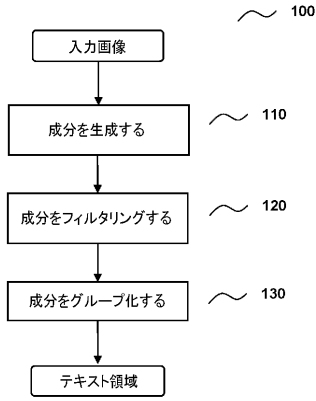 100
入力画像
成分を生成する
110
成分をフィルタリングする
120
成分をグループ化する
130
テキスト領域